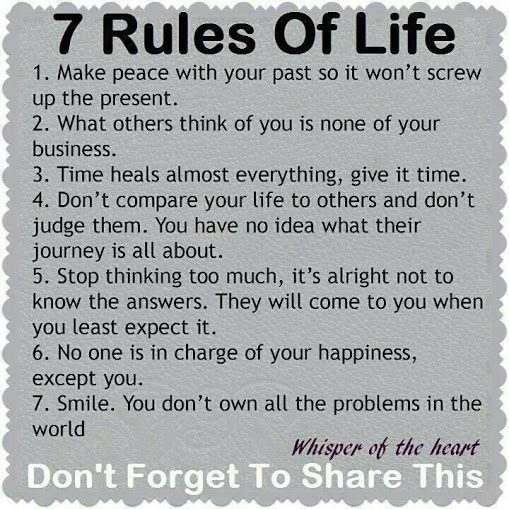 7 Rules Of Life
1. Make peace with your past so it won’t screw
up the present.
2. What others think of you is none of your
business.
3. Time heals almost everything, give it time.
4. Don’t compare your life to others and don’t
judge them. You have no idea what their
journey is all about.
5. Stop thinking too much, it’s alright not to
know the answers. They will come to you when
you least expect it.
6. No one is in charge of your happiness,
except you.
7. Smile. You don’t own all the problems in the
world
Whisper of the heart
Don't Forget To Share This